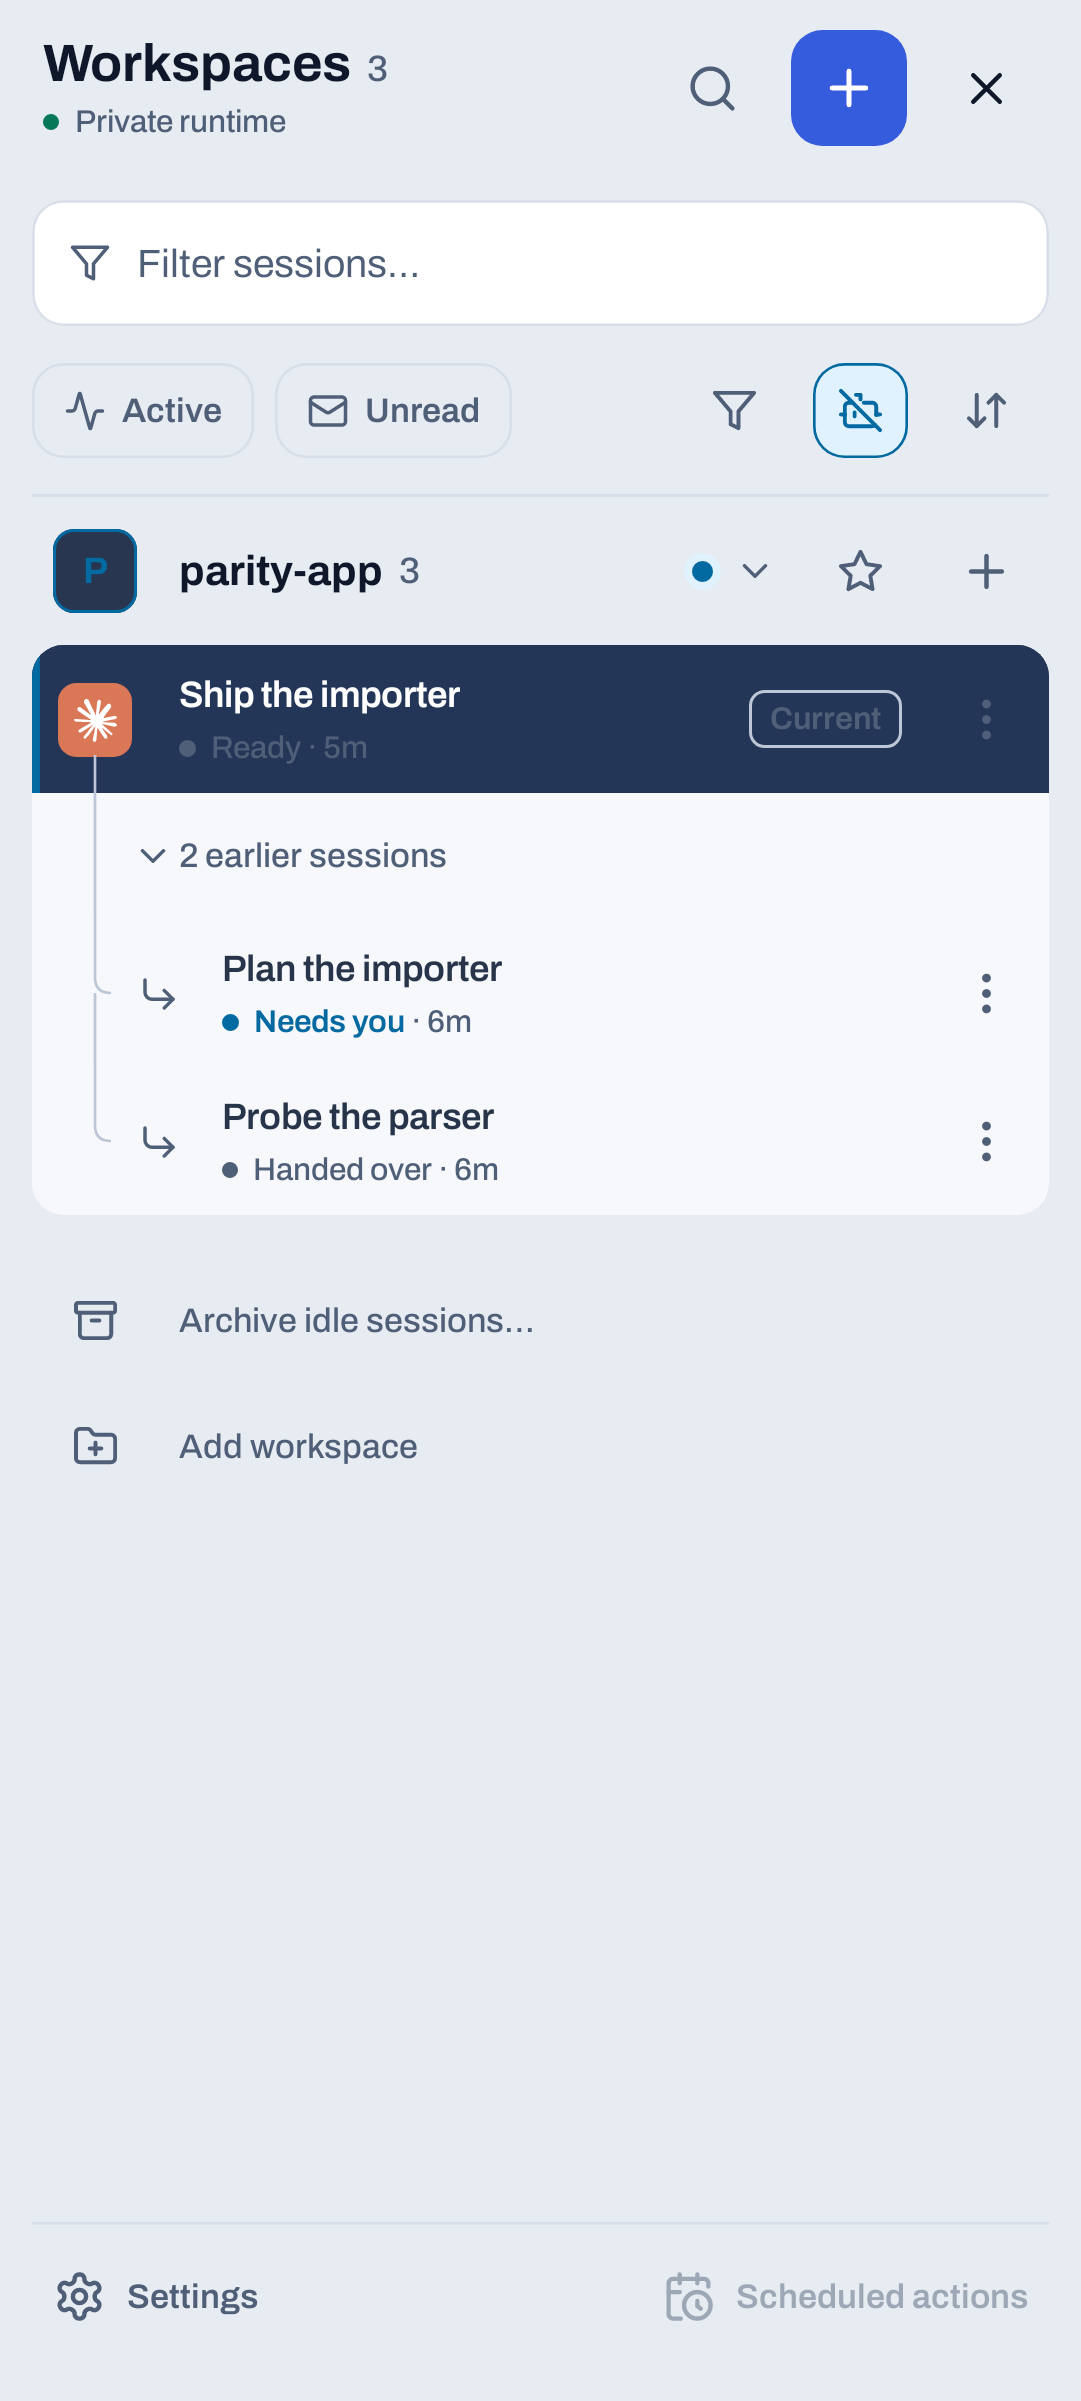 Workspaces 3
Private runtime
Filter sessions...
Active
Unread
P
parity-app 3
Ship the importer
Ready · 5m
Current
2 earlier sessions
Plan the importer
Needs you · 6m
Probe the parser
Handed over · 6m
Archive idle sessions...
Add workspace
Settings
Scheduled actions